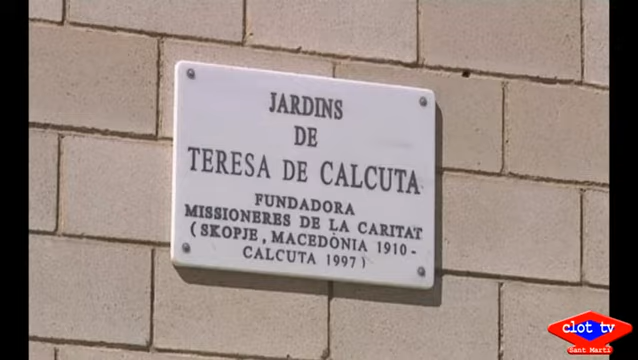 JARDINS
DE
TERESA DE CALCUTA
FUNDADORA
MISSIONERES DE LA CARITAT
(SKOPJE, MACEDÒNIA 1910-
CALCUTA 1997)
clot tv
Sant Martí